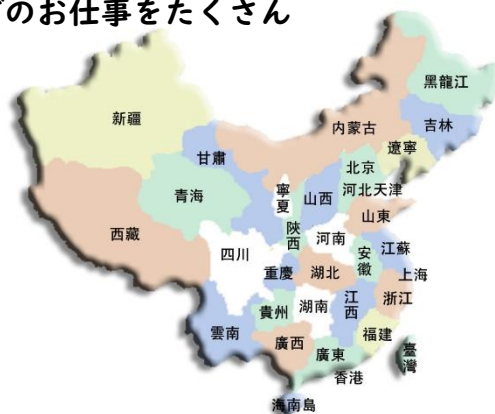 のお仕事をたくさん
黑龍江
吉林
遼寧
内蒙古
新疆
甘肅
北京
河北天津
寧夏
山西
青海
山東
陝西
河南
西藏
四川
安徽
江蘇
重慶
湖北
上海
浙江
湖南
江西
貴州
雲南
福建
廣西
廣東
臺灣
香港
海南島